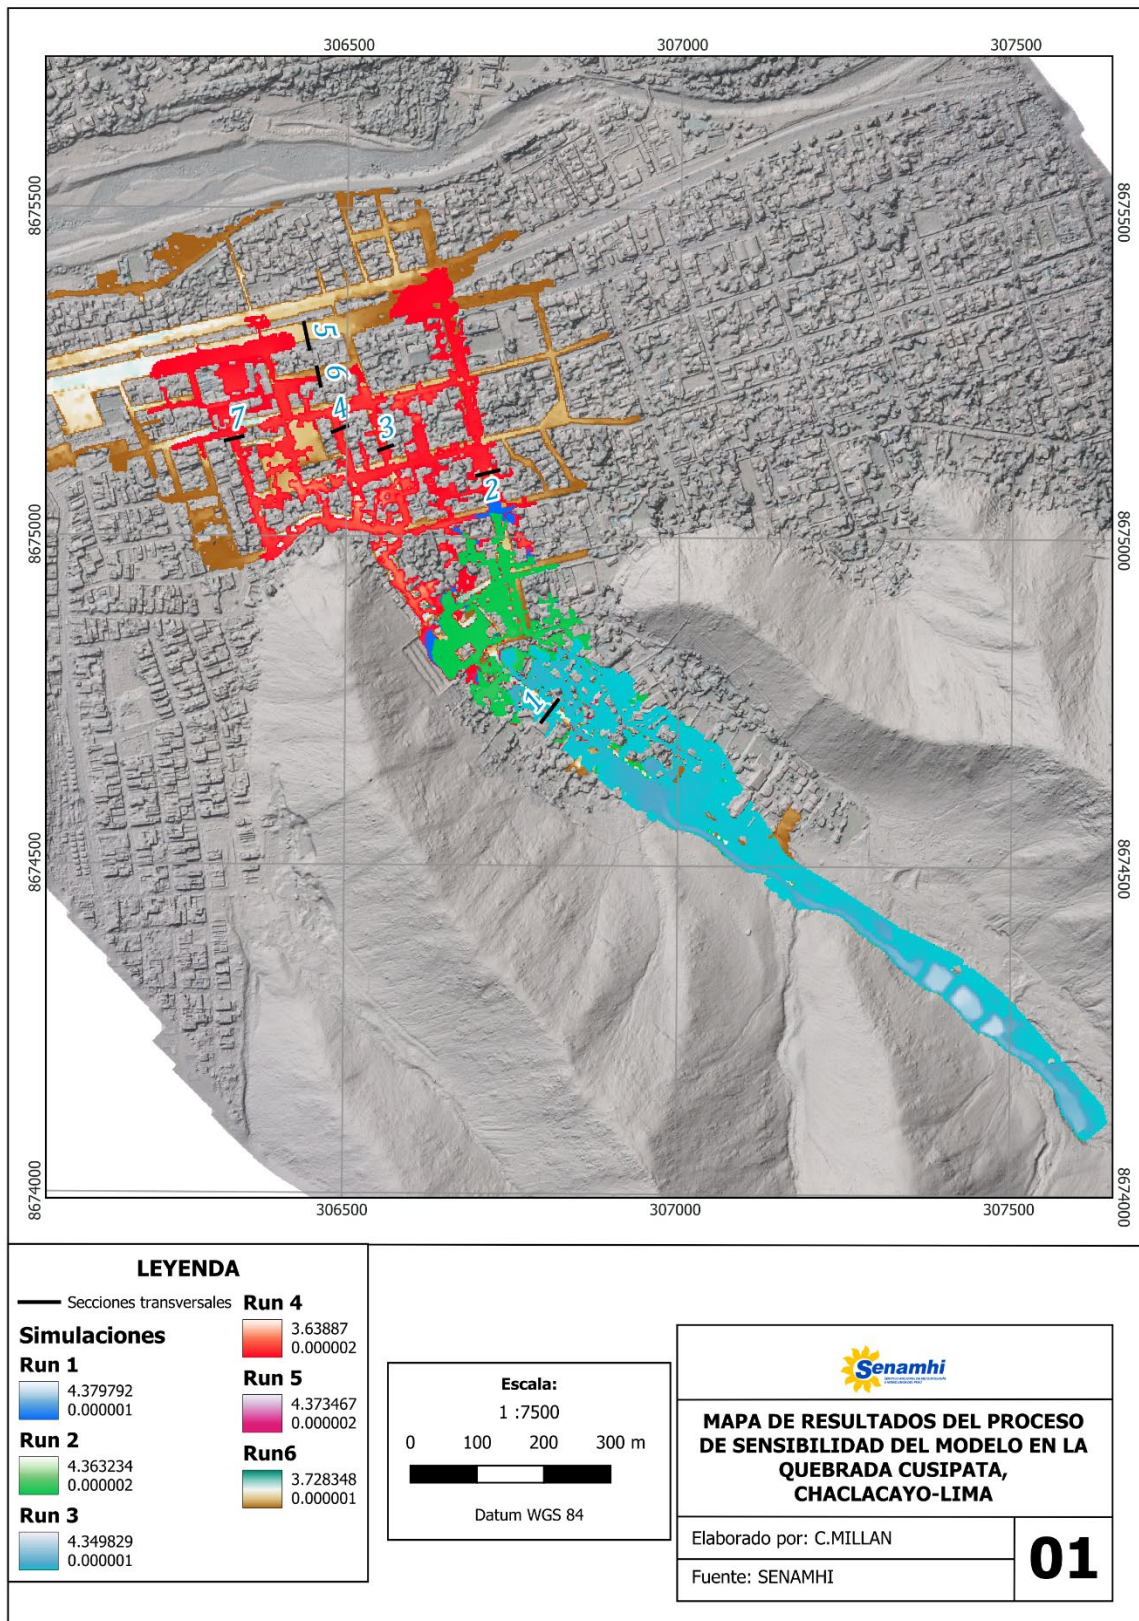 306500
307000
307500
8675500
8675500
5
6
7
4
3
2
8675000
8675000
1
8674500
8674500
8674000
8674000
306500
307000
307500
LEYENDA
Secciones transversales
Simulaciones
Run 1
4.379792
0.000001
Run 2
4.363234
0.000002
Run 3
4.349829
0.000001
Run 4
3.63887
0.000002
Run 5
4.373467
0.000002
Run6
3.728348
0.000001
Escala:
1 :7500
0 100 200 300 m
Datum WGS 84
Senamhi
MAPA DE RESULTADOS DEL PROCESO
DE SENSIBILIDAD DEL MODELO EN LA
QUEBRADA CUSIPATA,
CHACLACAYO-LIMA
Elaborado por: C.MILLAN
Fuente: SENAMHI
01